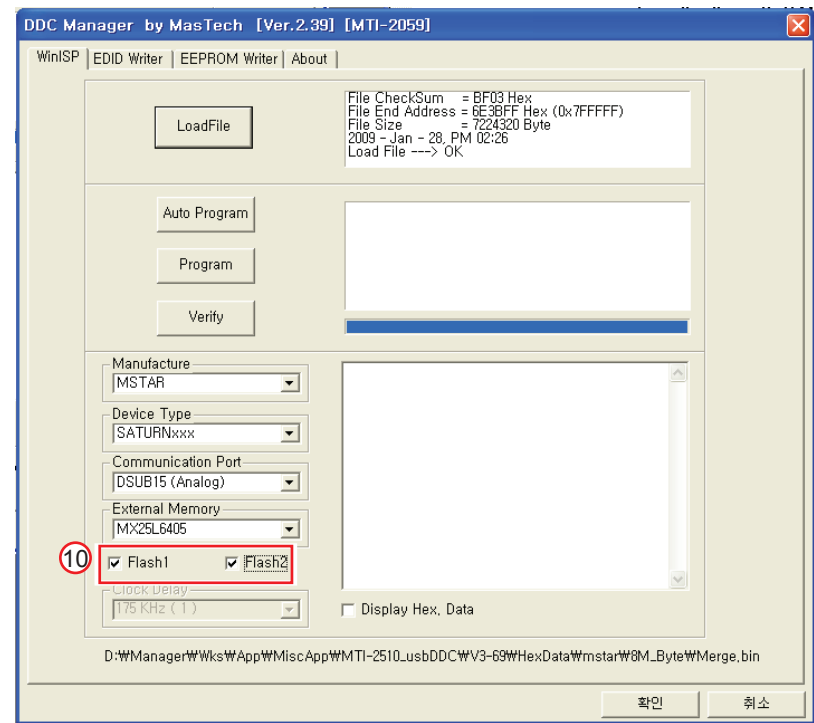 DDC Manager by MasTech [Ver.2.39] [MTI-2059]
WinISP EDID Writer EEPROM Writer About
LoadFile
File CheckSum = BF03 Hex
File End Address = 6E3BFF Hex (0x7FFFFF)
File Size = 7224320 Byte
2009 - Jan - 28, PM 02:26
Load File ---> OK
Auto Program
Program
Verify
Manufacture
MSTAR
Device Type
SATURNxxx
Communication Port
DSUB15 (Analog)
External Memory
MX25L6405
10 Flash1 Flash2
Clock Delay
175 KHz ( 1 )
Display Hex, Data
D:₩Manager₩Wks₩App₩MiscApp₩MTI-2510_usbDDC₩V3-69₩HexData₩mstar₩8M_Byte₩Merge.bin
확인 취소